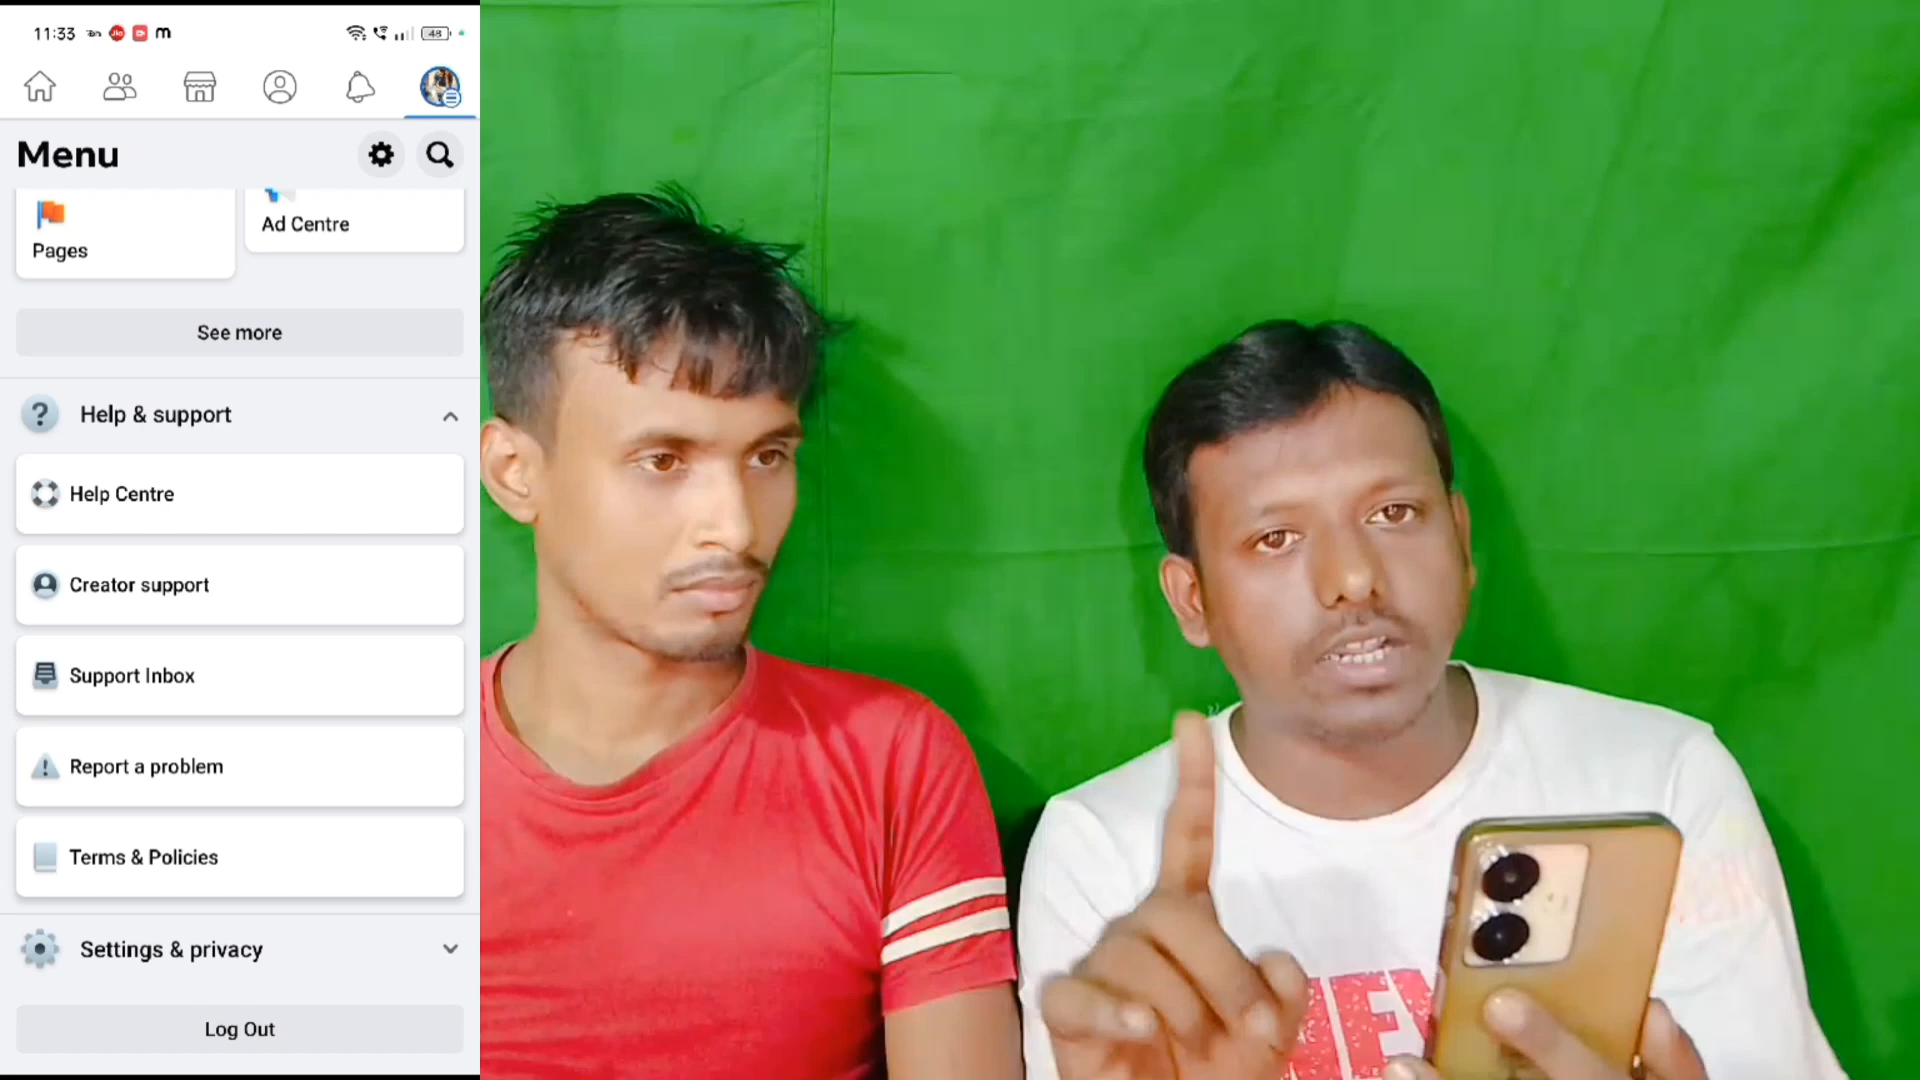 11:33
48
Menu
Pages
Ad Centre
See more
Help & support
Help Centre
Creator support
Support Inbox
Report a problem
Terms & Policies
Settings & privacy
Log Out